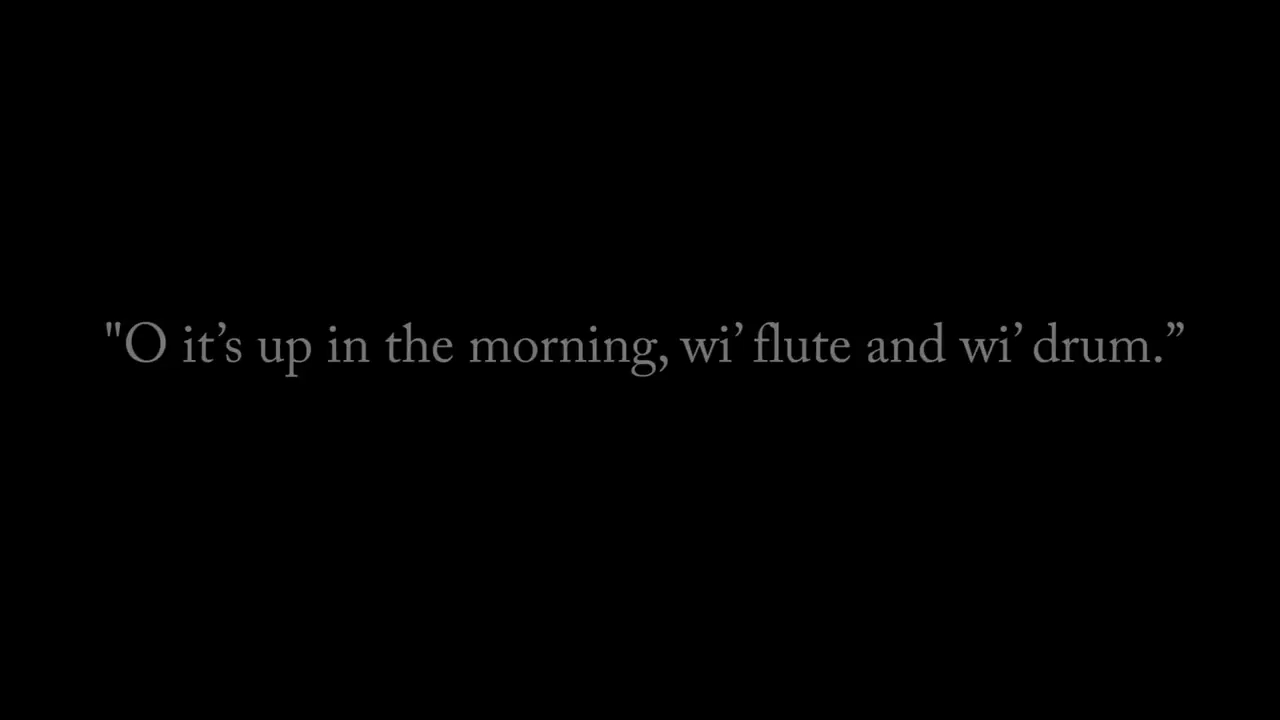 "O it’s up in the morning, wi’ flute and wi’ drum.”